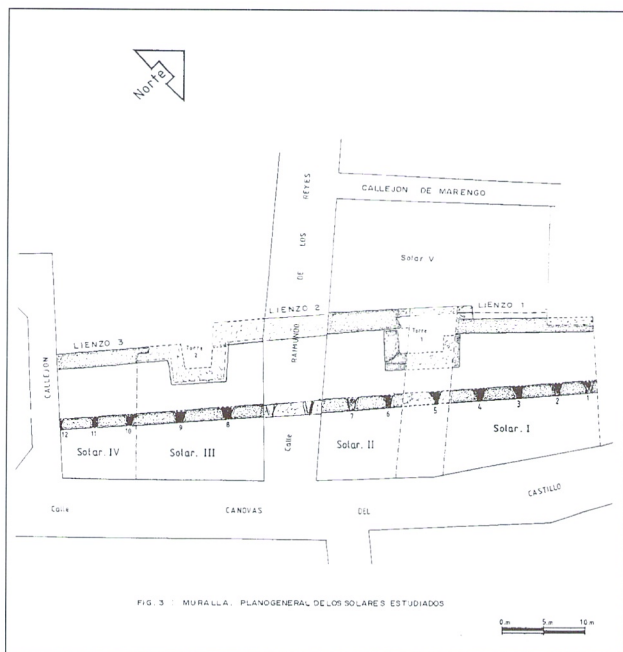 Norte
CALLEJON DE MARENGO
Solar V
Calle RAIMUNDO DE LOS REYES
LIENZO 1
LIENZO 2
LIENZO 3
Torre 1
Torre 2
CALLEJON
12 11 10 9 8 7 6 5 4 3 2 1
Solar. IV
Solar. III
Solar. II
Solar. I
Calle CANOVAS DEL CASTILLO
FIG. 3 : MURALLA. PLANO GENERAL DE LOS SOLARES ESTUDIADOS
0 m 5 m 10 m